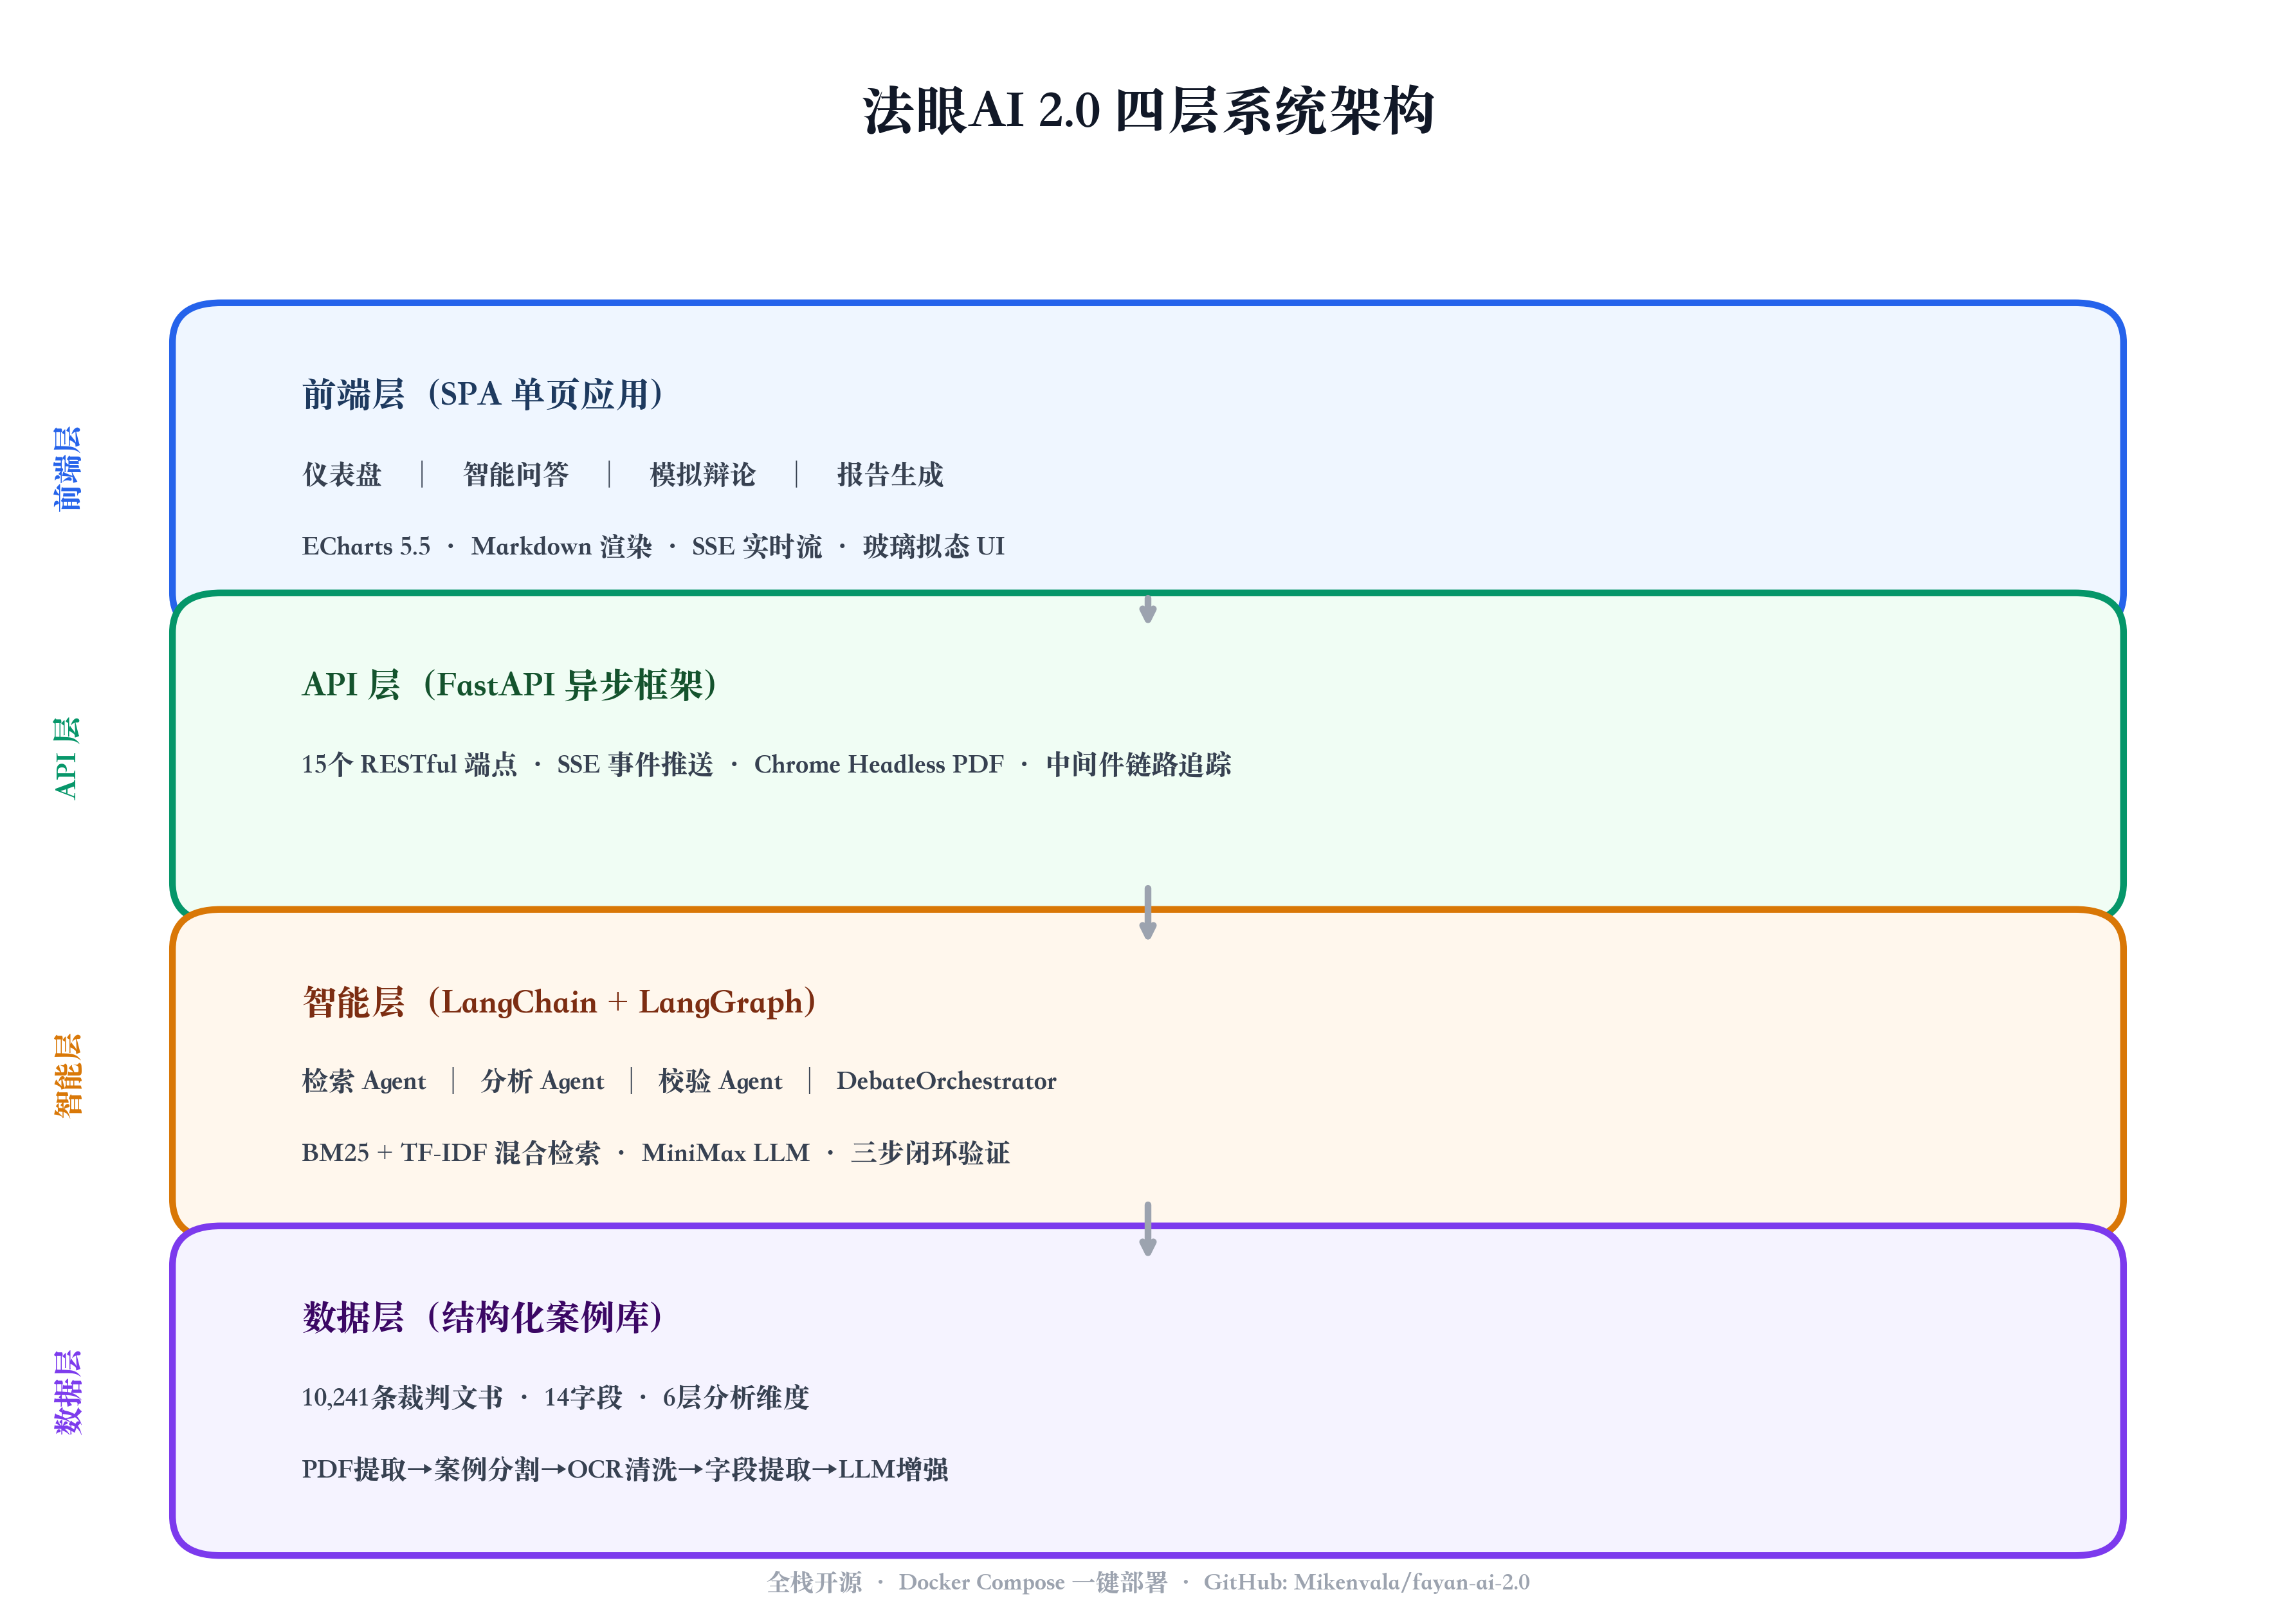 法眼AI 2.0 四层系统架构
前端层
前端层（SPA 单页应用）
仪表盘 | 智能问答 | 模拟辩论 | 报告生成
ECharts 5.5 · Markdown 渲染 · SSE 实时流 · 玻璃拟态 UI
API 层
API 层（FastAPI 异步框架）
15个 RESTful 端点 · SSE 事件推送 · Chrome Headless PDF · 中间件链路追踪
智能层
智能层（LangChain + LangGraph）
检索 Agent | 分析 Agent | 校验 Agent | DebateOrchestrator
BM25 + TF-IDF 混合检索 · MiniMax LLM · 三步闭环验证
数据层
数据层（结构化案例库）
10,241条裁判文书 · 14字段 · 6层分析维度
PDF提取→案例分割→OCR清洗→字段提取→LLM增强
全栈开源 · Docker Compose 一键部署 · GitHub: Mikenvala/fayan-ai-2.0